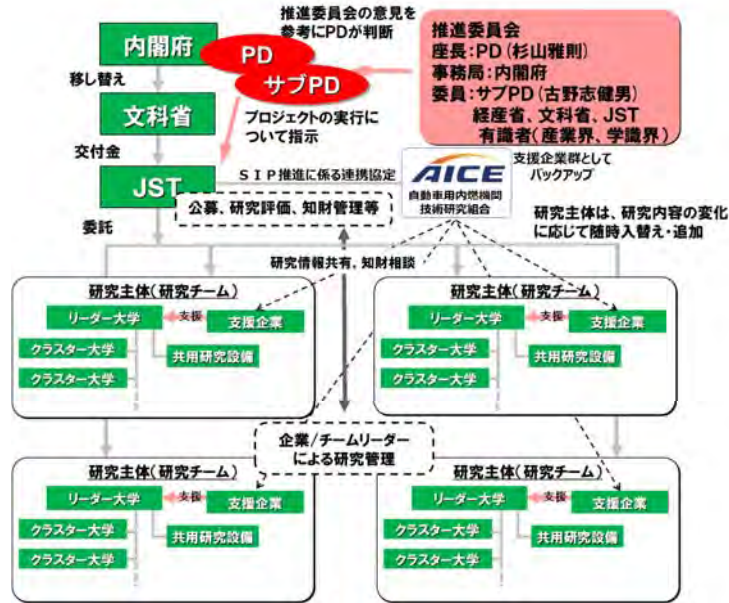 推進委員会の意見を
参考にPDが判断
内閣府
PD
サブPD
移し替え
文科省
プロジェクトの実行に
ついて指示
交付金
JST
推進委員会
座長:PD(杉山雅則)
事務局:内閣府
委員:サブPD(古野志健男)
経産省、文科省、JST
有識者(産業界、学識界)
SIP推進に係る連携協定
AICE
自動車用内燃機関
技術研究組合
支援企業群として
バックアップ
公募、研究評価、知財管理等
委託
研究主体は、研究内容の変化
に応じて随時入替え・追加
研究情報共有、知財相談
研究主体(研究チーム)
リーダー大学
支援
支援企業
クラスター大学
共用研究設備
クラスター大学
研究主体(研究チーム)
リーダー大学
支援
支援企業
クラスター大学
共用研究設備
クラスター大学
企業/チームリーダー
による研究管理
研究主体(研究チーム)
リーダー大学
支援
支援企業
クラスター大学
共用研究設備
クラスター大学
研究主体(研究チーム)
リーダー大学
支援
支援企業
クラスター大学
共用研究設備
クラスター大学